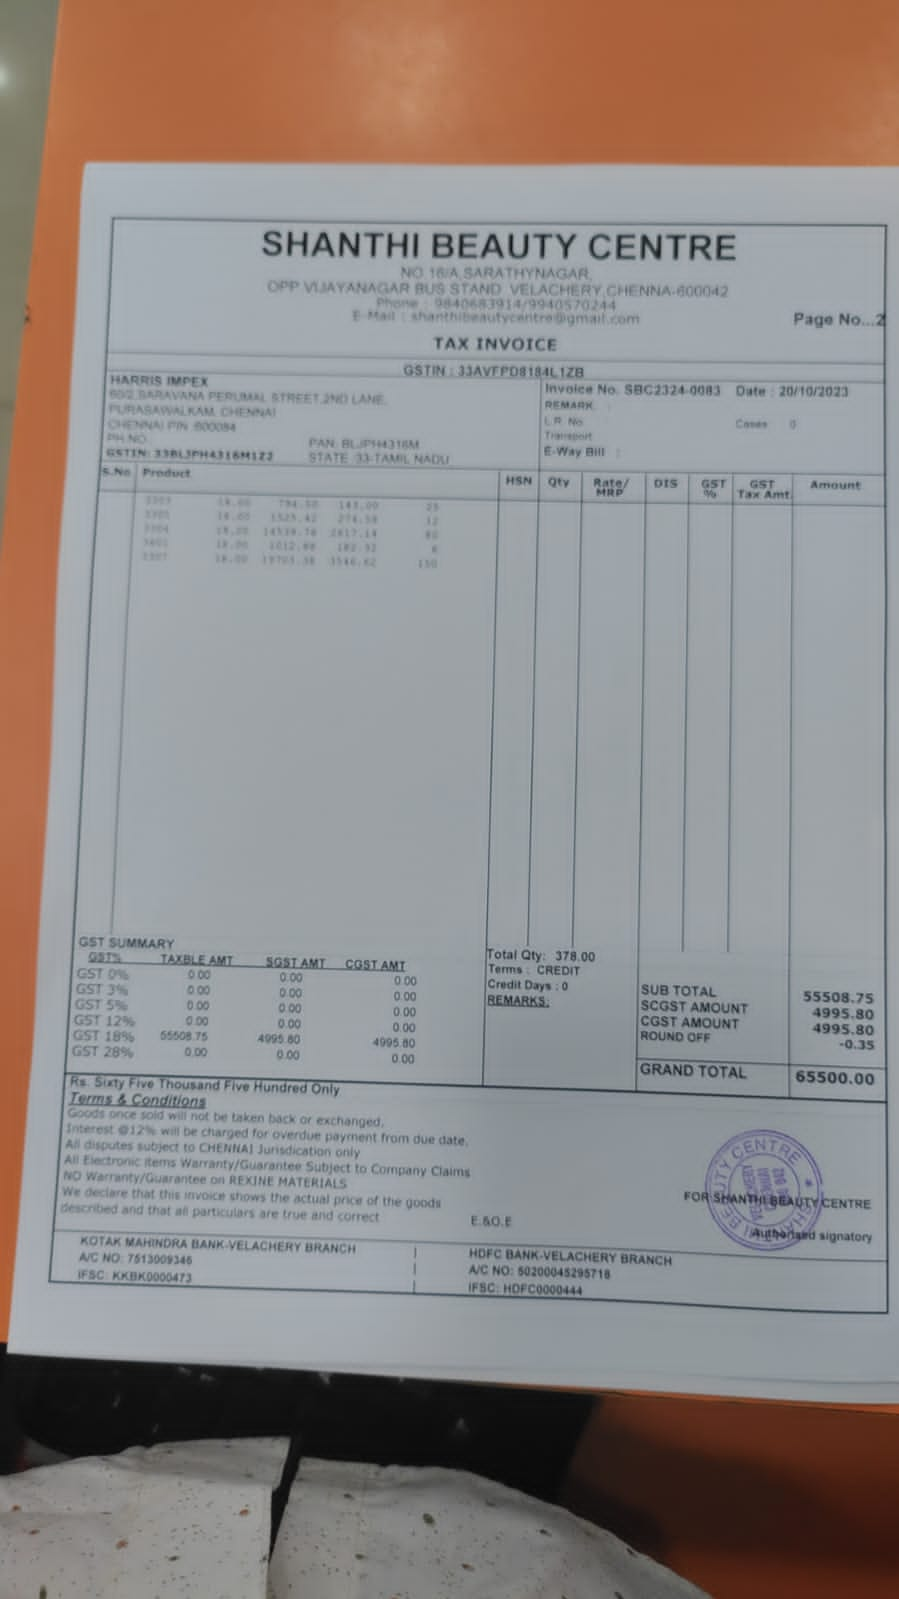 SHANTHI BEAUTY CENTRE
NO.16/A,SARATHYNAGAR,
OPP.VIJAYANAGAR BUS STAND. VELACHERY,CHENNA-600042
Phone : 9840683914/9940570244
E-Mail : shanthibeautycentre@gmail.com
Page No...2
TAX INVOICE
GSTIN : 33AVFPD8184L1ZB
HARRIS IMPEX
60/2,SARAVANA PERUMAL STREET,2ND LANE,
PURASAWALKAM, CHENNAI
CHENNAI PIN :600084
PH.NO. PAN: BLJPH4316M
GSTIN: 33BLJPH4316M1Z2 STATE :33-TAMIL NADU
Invoice No. SBC2324-0083 Date : 20/10/2023
REMARK :
L.R. No. Cases 0
Transport
E-Way Bill :
S.No Product HSN Qty Rate/ MRP DIS GST % GST Tax Amt. Amount
18.00 794.50 143.00 25
18.00 1525.42 274.58 12
18.00 14539.76 2617.14 80
18.00 1012.88 182.32 6
18.00 19703.38 3546.62 150
GST SUMMARY
GST% TAXBLE AMT SGST AMT CGST AMT
GST 0% 0.00 0.00 0.00
GST 3% 0.00 0.00 0.00
GST 5% 0.00 0.00 0.00
GST 12% 0.00 0.00 0.00
GST 18% 55508.75 4995.80 4995.80
GST 28% 0.00 0.00 0.00
Total Qty: 378.00
Terms : CREDIT
Credit Days : 0
REMARKS:
SUB TOTAL 55508.75
SCGST AMOUNT 4995.80
CGST AMOUNT 4995.80
ROUND OFF -0.35
GRAND TOTAL 65500.00
Rs. Sixty Five Thousand Five Hundred Only
Terms & Conditions
Goods once sold will not be taken back or exchanged.
Interest @12% will be charged for overdue payment from due date.
All disputes subject to CHENNAI Jurisdication only
All Electronic items Warranty/Guarantee Subject to Company Claims
NO Warranty/Guarantee on REXINE MATERIALS
We declare that this invoice shows the actual price of the goods
described and that all particulars are true and correct
E.&O.E
FOR SHANTHI BEAUTY CENTRE
Authorised signatory
SHANTHI BEAUTY CENTRE
VELACHERY
CHENNAI
KOTAK MAHINDRA BANK-VELACHERY BRANCH
A/C NO: 7513009346
IFSC: KKBK0000473
HDFC BANK-VELACHERY BRANCH
A/C NO: 50200045295718
IFSC: HDFC0000444